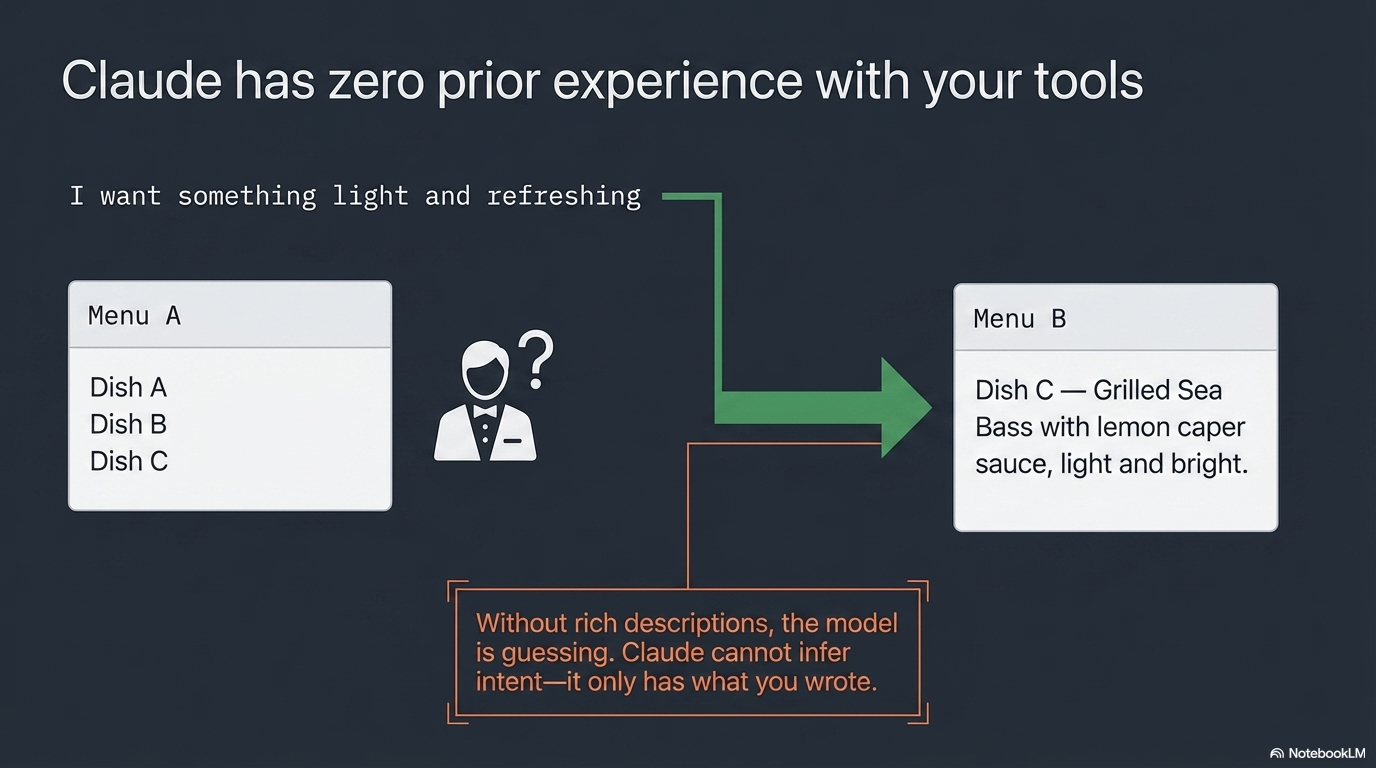 Claude has zero prior experience with your tools
I want something light and refreshing
Menu A
Dish A
Dish B
Dish C
?
Menu B
Dish C — Grilled Sea
Bass with lemon caper
sauce, light and bright.
Without rich descriptions, the model
is guessing. Claude cannot infer
intent—it only has what you wrote.
NotebookLM